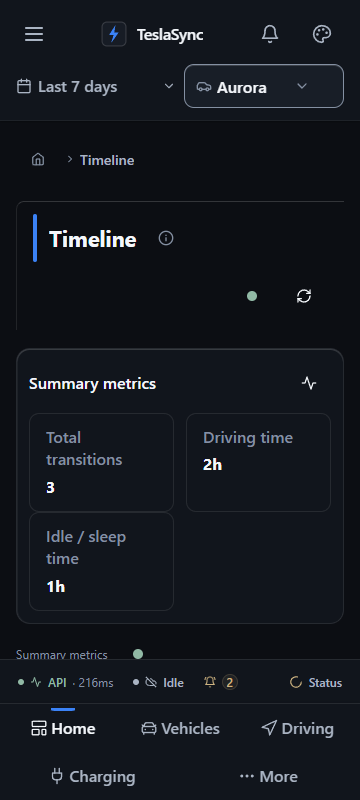 TeslaSync
Last 7 days
Aurora
Timeline
Timeline
Summary metrics
Total
transitions
3
Driving time
2h
Idle / sleep
time
1h
Summary metrics
API · 216ms
Idle
2
Status
Home
Vehicles
Driving
Charging
More